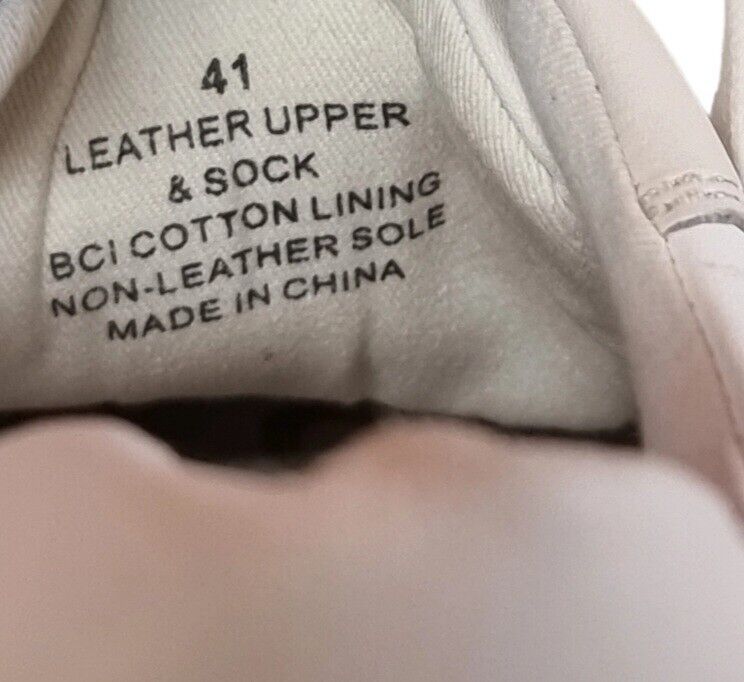 41
LEATHER UPPER
& SOCK
BCI COTTON LINING
NON-LEATHER SOLE
MADE IN CHINA